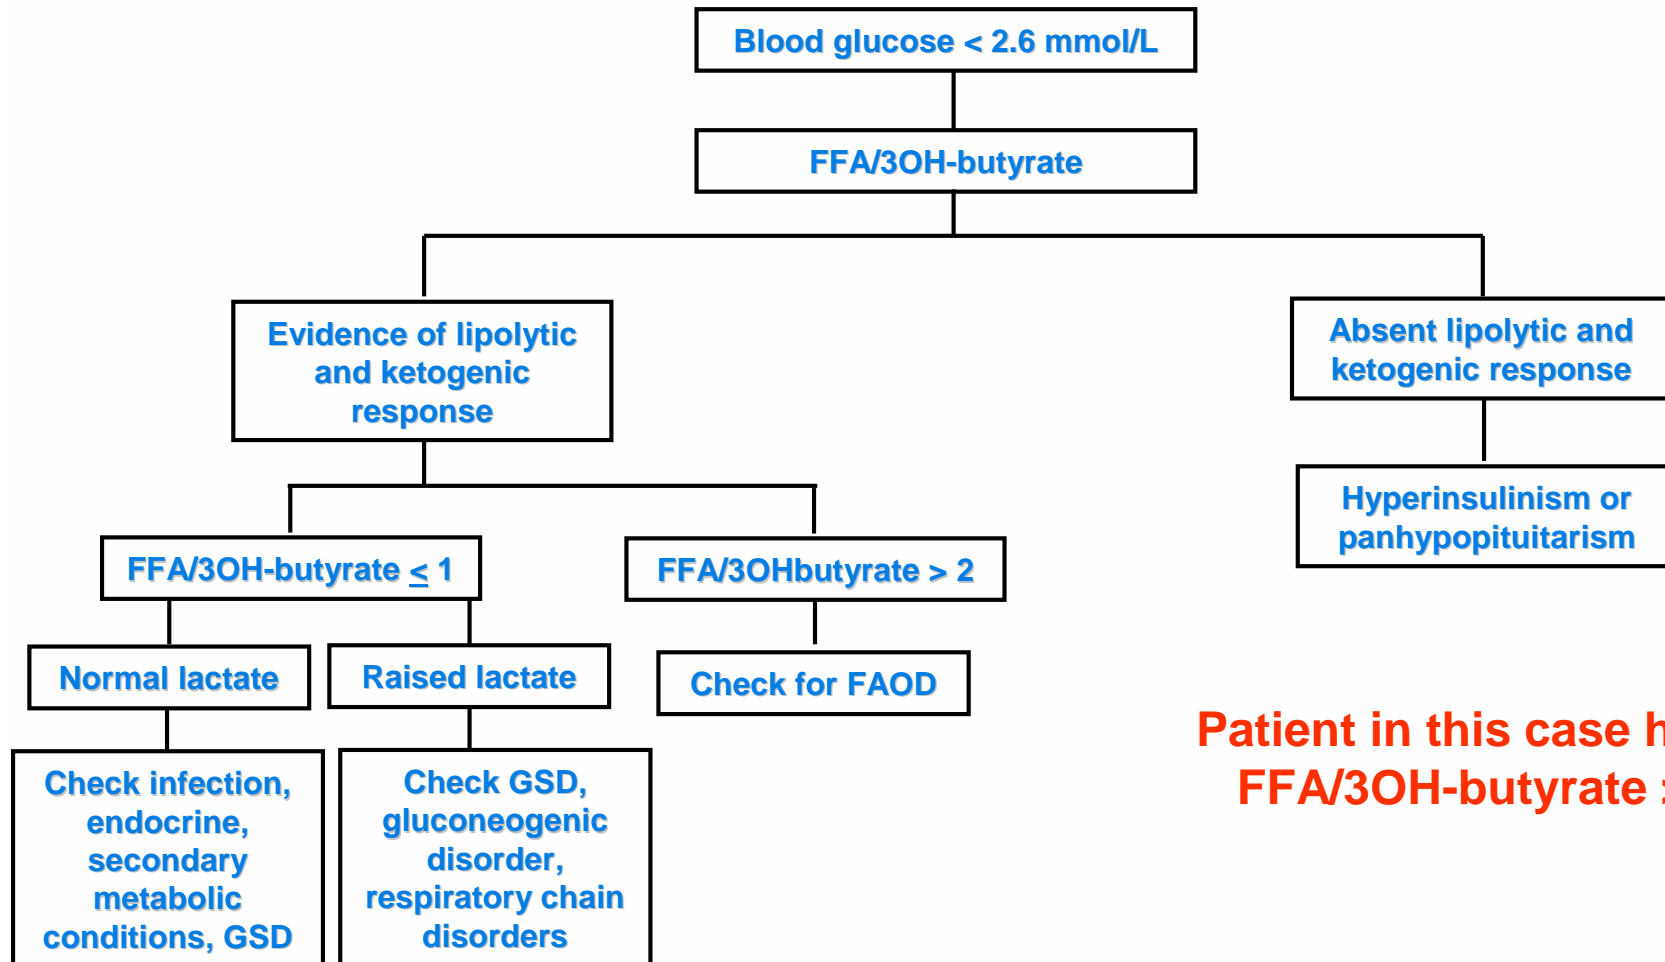 Blood glucose < 2.6 mmol/L
FFA/3OH-butyrate
Evidence of lipolytic
and ketogenic
response
Absent lipolytic and
ketogenic response
Hyperinsulinism or
panhypopituitarism
FFA/3OH-butyrate ≤ 1
FFA/3OHbutyrate > 2
Normal lactate
Raised lactate
Check for FAOD
Check infection,
endocrine,
secondary
metabolic
conditions, GSD
Check GSD,
gluconeogenic
disorder,
respiratory chain
disorders
Patient in this case
FFA/3OH-butyrate